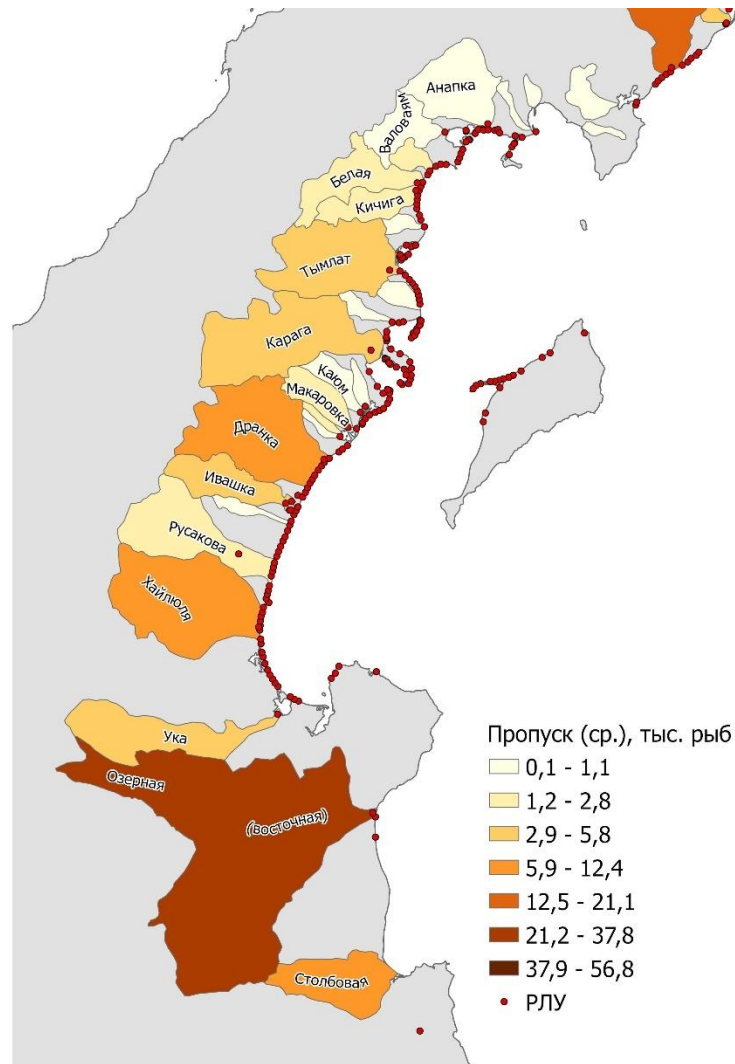 Анапка
Валоваям
Белая
Кичига
Тымлат
Карага
Каюм
Макаровка
Дранка
Ивашка
Русакова
Хайлюля
Ука
Озерная
(восточная)
Столбовая
Пропуск (ср.), тыс. рыб
0,1 - 1,1
1,2 - 2,8
2,9 - 5,8
5,9 - 12,4
12,5 - 21,1
21,2 - 37,8
37,9 - 56,8
РЛУ